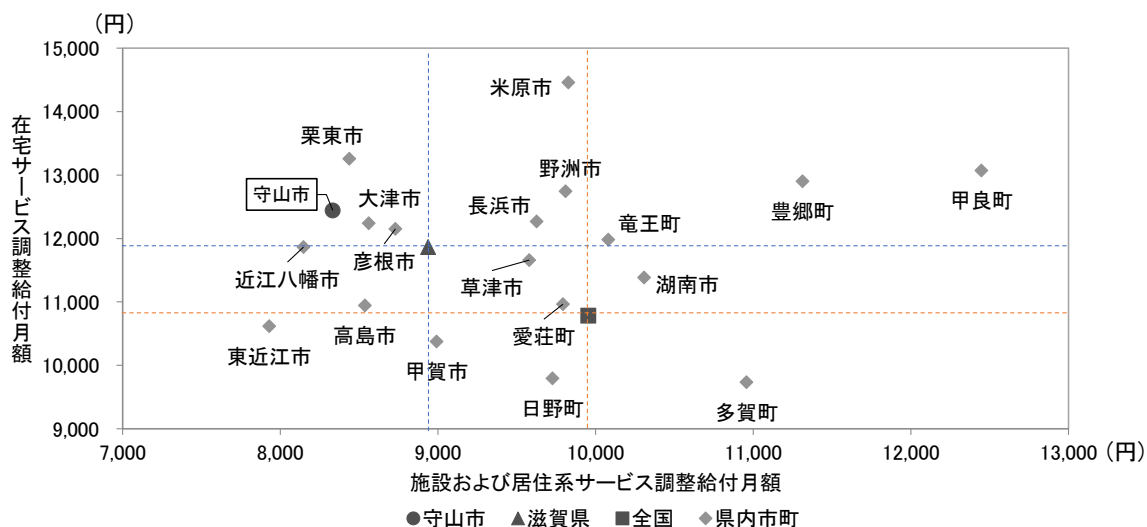 (円)
15,000
14,000
13,000
12,000
11,000
10,000
9,000
在宅サービス調整給付月額
米原市
栗東市
野洲市
守山市
大津市
長浜市
竜王町
豊郷町
甲良町
近江八幡市
彦根市
草津市
湖南市
東近江市
高島市
甲賀市
愛荘町
日野町
多賀町
7,000 8,000 9,000 10,000 11,000 12,000 13,000 (円)
施設および居住系サービス調整給付月額
●守山市 ▲滋賀県 ■全国 ◆県内市町